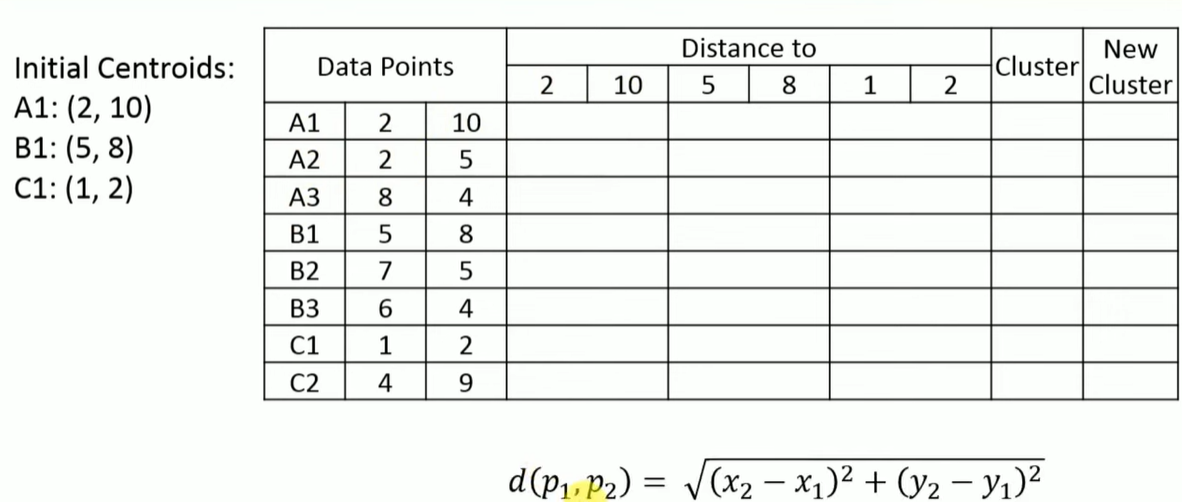 Initial Centroids:
A1: (2, 10)
B1: (5, 8)
C1: (1, 2)
Data Points Distance to Cluster New Cluster
2 10 5 8 1 2
A1 2 10
A2 2 5
A3 8 4
B1 5 8
B2 7 5
B3 6 4
C1 1 2
C2 4 9
d(p₁, p₂) = √(x₂ − x₁)² + (y₂ − y₁)²